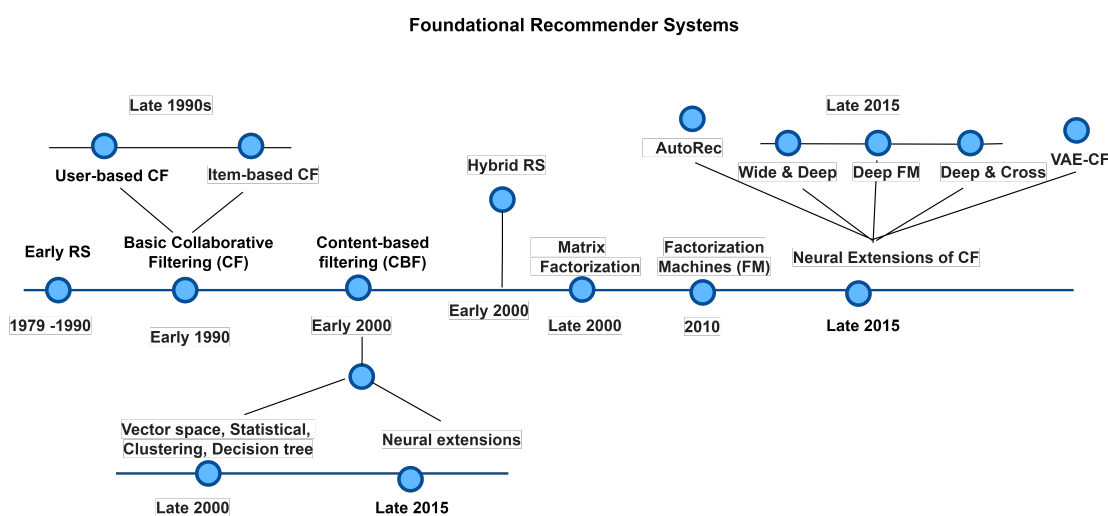 Foundational Recommender Systems
Late 1990s
Late 2015
AutoRec
User-based CF
Item-based CF
Hybrid RS
Wide & Deep
Deep FM
Deep & Cross
VAE-CF
Early RS
Basic Collaborative
Filtering (CF)
Content-based
filtering (CBF)
Matrix
Factorization
Factorization
Machines (FM)
Neural Extensions of CF
1979 -1990
Early 1990
Early 2000
Early 2000
Late 2000
2010
Late 2015
Vector space, Statistical,
Clustering, Decision tree
Neural extensions
Late 2000
Late 2015